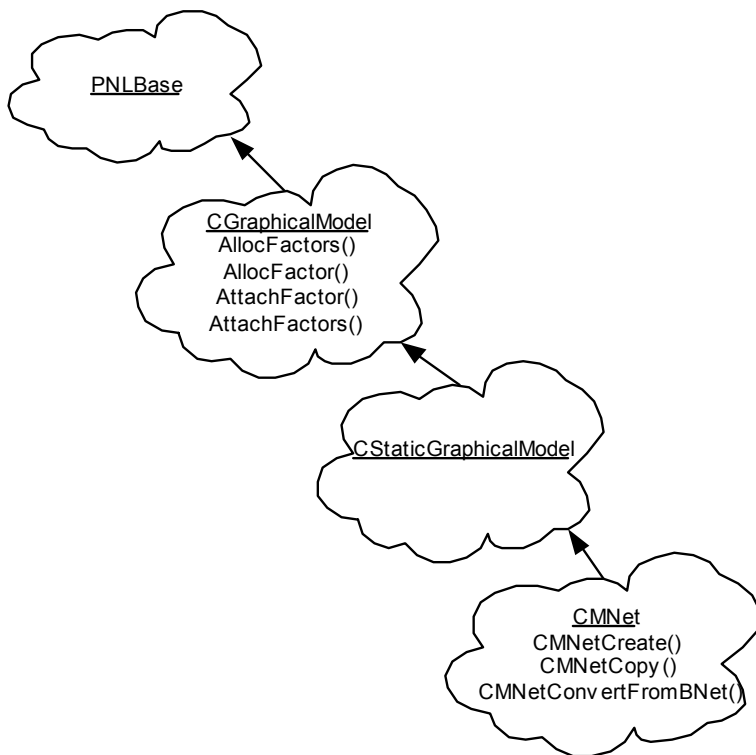 PNLBase
CGraphicalModel
AllocFactors()
AllocFactor()
AttachFactor()
AttachFactors()
CStaticGraphicalModel
CMNet
CMNetCreate()
CMNetCopy()
CMNetConvertFromBNet()